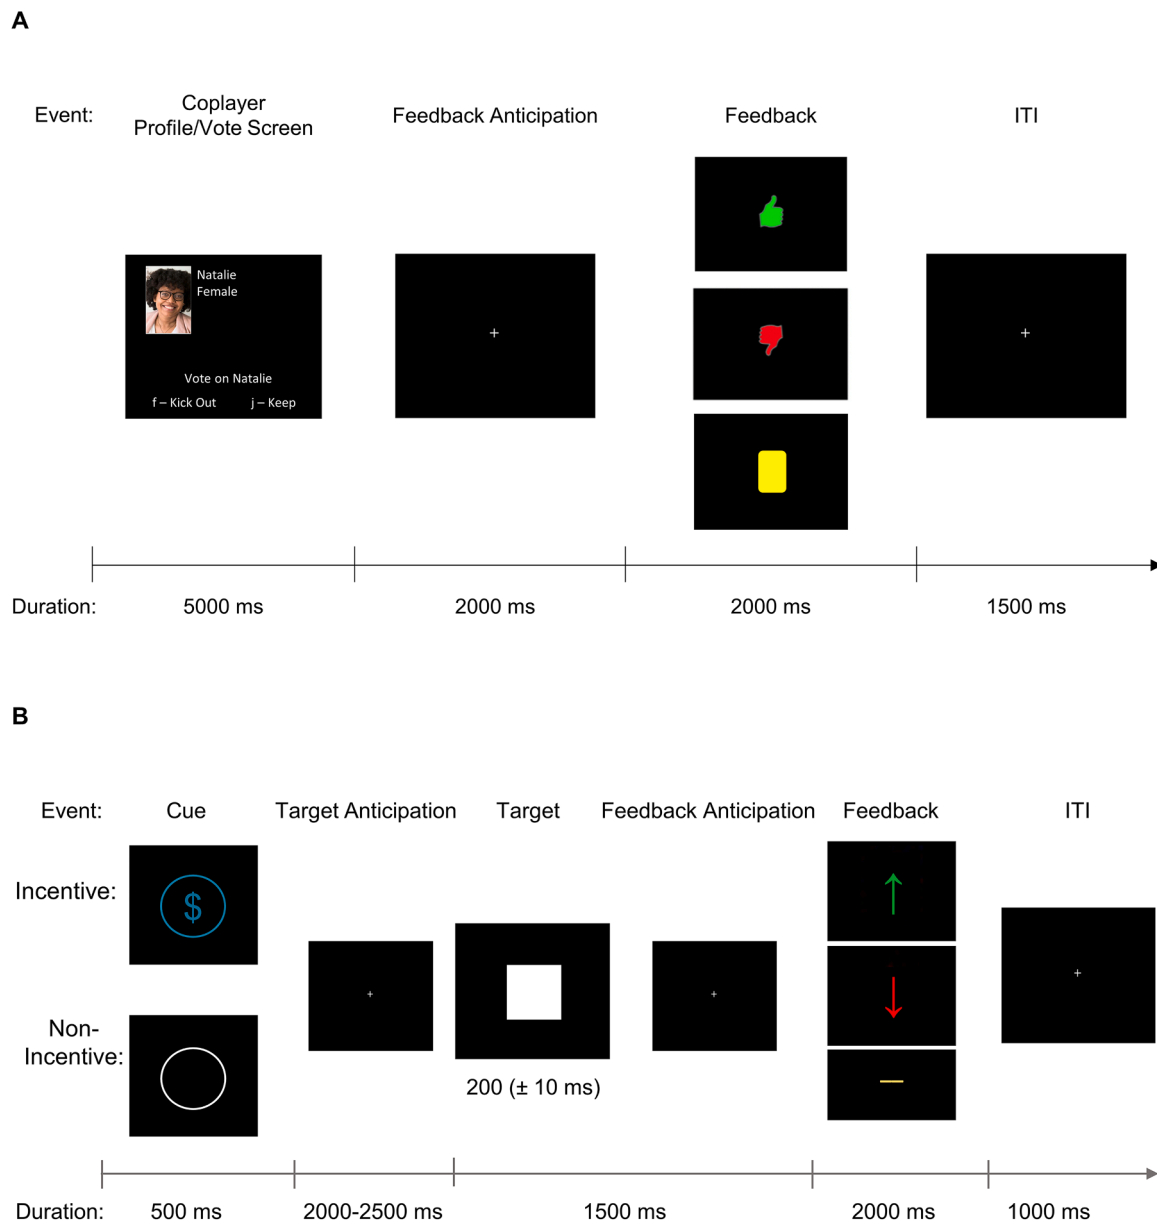 A
Event:
Coplayer
Profile/Vote Screen
Feedback Anticipation
Feedback
ITI
Natalie
Female
Vote on Natalie
f – Kick Out
j – Keep
Duration:
5000 ms
2000 ms
2000 ms
1500 ms
B
Event:
Cue
Target Anticipation
Target
Feedback Anticipation
Feedback
ITI
Incentive:
$
Non-
Incentive:
200 (± 10 ms)
Duration:
500 ms
2000-2500 ms
1500 ms
2000 ms
1000 ms